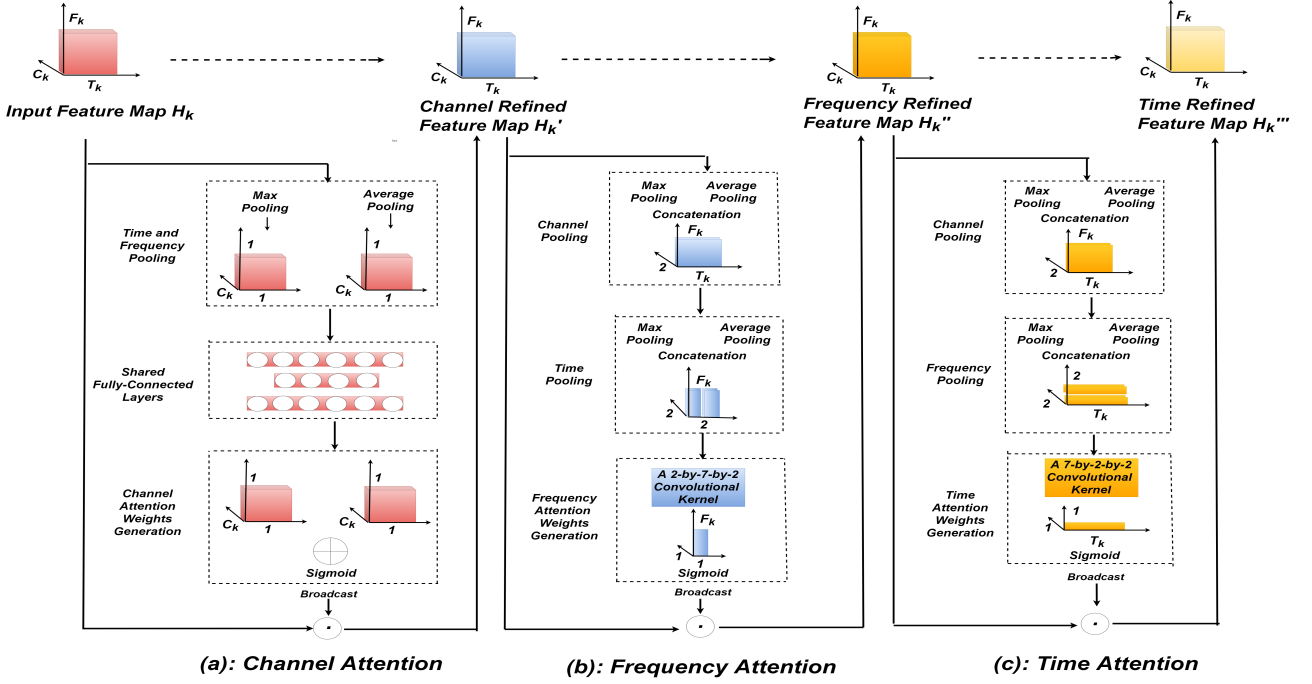 F_k
C_k
T_k
Input Feature Map H_k
F_k
C_k
T_k
Channel Refined
Feature Map H_k'
F_k
C_k
T_k
Frequency Refined
Feature Map H_k''
F_k
C_k
T_k
Time Refined
Feature Map H_k'''
Time and
Frequency
Pooling
Max
Pooling
Average
Pooling
1
C_k
1
1
C_k
1
Shared
Fully-Connected
Layers
Channel
Attention
Weights
Generation
1
C_k
1
1
C_k
1
Sigmoid
Broadcast
(a): Channel Attention
Channel
Pooling
Max
Pooling
Average
Pooling
Concatenation
F_k
2
T_k
Time
Pooling
Max
Pooling
Average
Pooling
Concatenation
F_k
2
2
Frequency
Attention
Weights
Generation
A 2-by-7-by-2
Convolutional
Kernel
F_k
1
1
Sigmoid
Broadcast
(b): Frequency Attention
Channel
Pooling
Max
Pooling
Average
Pooling
Concatenation
F_k
2
T_k
Frequency
Pooling
Max
Pooling
Average
Pooling
Concatenation
2
2
T_k
Time
Attention
Weights
Generation
A 7-by-2-by-2
Convolutional
Kernel
1
1
T_k
Sigmoid
Broadcast
(c): Time Attention